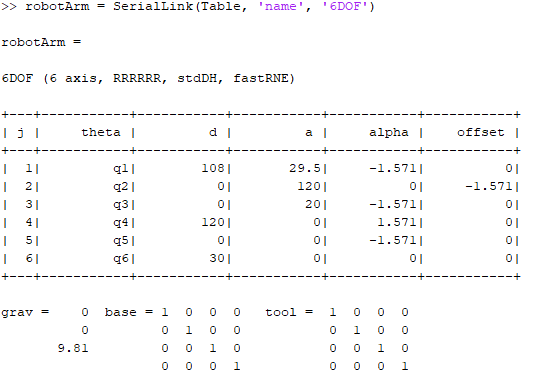 >> robotArm = SerialLink(Table, 'name', '6DOF')
robotArm =
6DOF (6 axis, RRRRRR, stdDH, fastRNE)
+---+-----------+-----------+-----------+-----------+-----------+
| j |     theta |         d |         a |     alpha |    offset |
+---+-----------+-----------+-----------+-----------+-----------+
|  1|         q1|        108|       29.5|     -1.571|          0|
|  2|         q2|          0|        120|          0|     -1.571|
|  3|         q3|          0|         20|     -1.571|          0|
|  4|         q4|        120|          0|      1.571|          0|
|  5|         q5|          0|          0|     -1.571|          0|
|  6|         q6|         30|          0|          0|          0|
+---+-----------+-----------+-----------+-----------+-----------+
grav =    0  base = 1  0  0  0   tool =  1  0  0  0
          0         0  1  0  0           0  1  0  0
       9.81         0  0  1  0           0  0  1  0
                    0  0  0  1           0  0  0  1